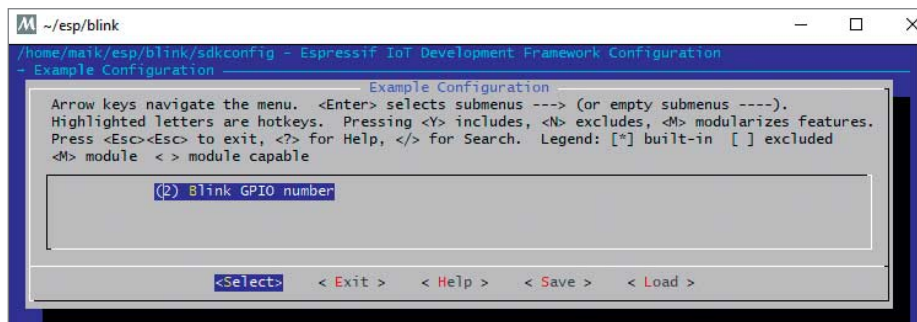 M ~/esp/blink
/home/maik/esp/blink/sdkconfig - Espressif IoT Development Framework Configuration
→ Example Configuration
Example Configuration
Arrow keys navigate the menu. <Enter> selects submenus ---> (or empty submenus ----).
Highlighted letters are hotkeys. Pressing <Y> includes, <N> excludes, <M> modularizes features.
Press <Esc><Esc> to exit, <?> for Help, </> for Search. Legend: [*] built-in [ ] excluded
<M> module < > module capable
(2) Blink GPIO number
<Select> < Exit > < Help > < Save > < Load >